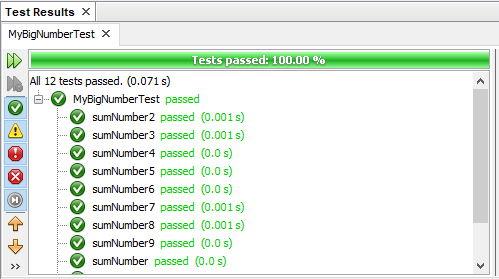 Test Results ×
MyBigNumberTest ×
Tests passed: 100.00 %
All 12 tests passed. (0.071 s)
MyBigNumberTest passed
sumNumber2 passed (0.001 s)
sumNumber3 passed (0.001 s)
sumNumber4 passed (0.0 s)
sumNumber5 passed (0.0 s)
sumNumber6 passed (0.0 s)
sumNumber7 passed (0.001 s)
sumNumber8 passed (0.001 s)
sumNumber9 passed (0.0 s)
sumNumber passed (0.0 s)
>>